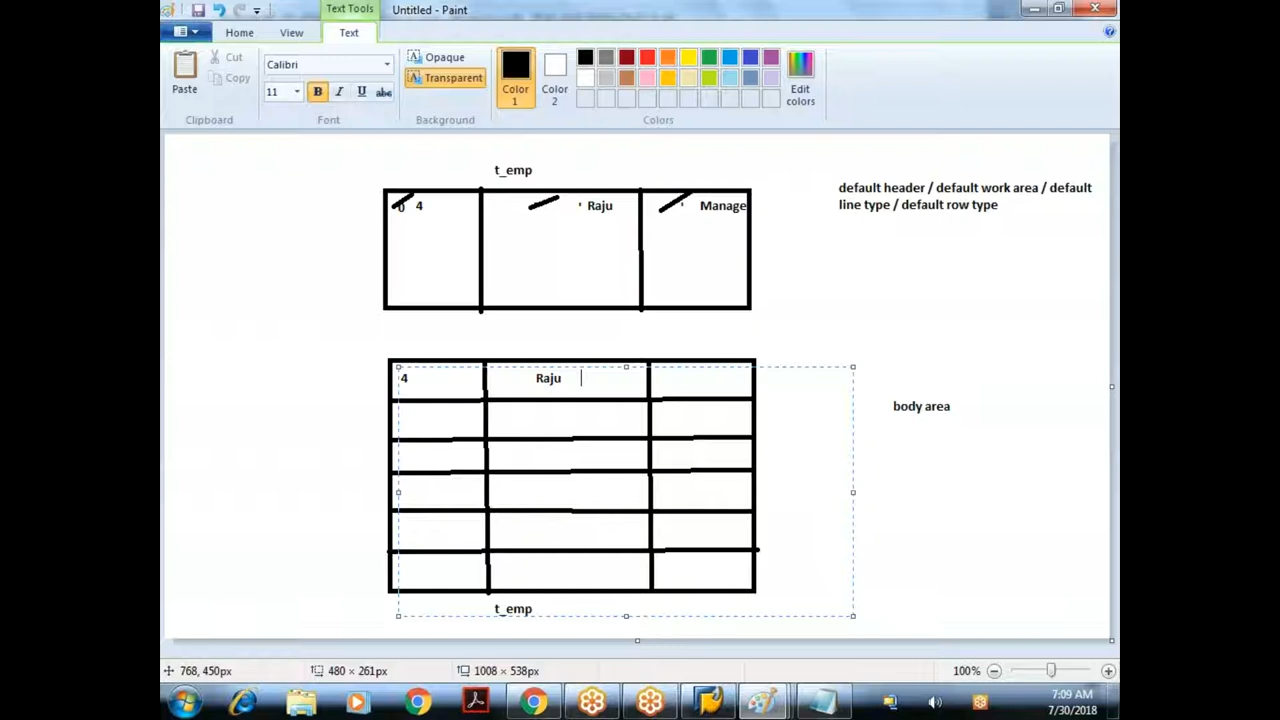 Text Tools Untitled - Paint
Home View Text
Paste
Cut
Copy
Clipboard
Calibri
11 B I U abc
Font
Opaque
Transparent
Background
Color 1
Color 2
Edit colors
Colors
t_emp
0 4 ' Raju ' Manage
default header / default work area / default
line type / default row type
4 Raju
body area
t_emp
768, 450px 480 × 261px 1008 × 538px 100%
7:09 AM
7/30/2018